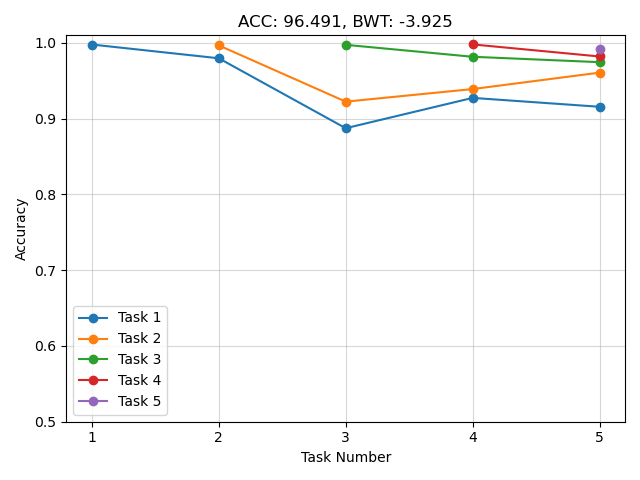 ACC: 96.491, BWT: -3.925
1.0
0.9
0.8
0.7
0.6
0.5
Accuracy
Task 1
Task 2
Task 3
Task 4
Task 5
1 2 3 4 5
Task Number